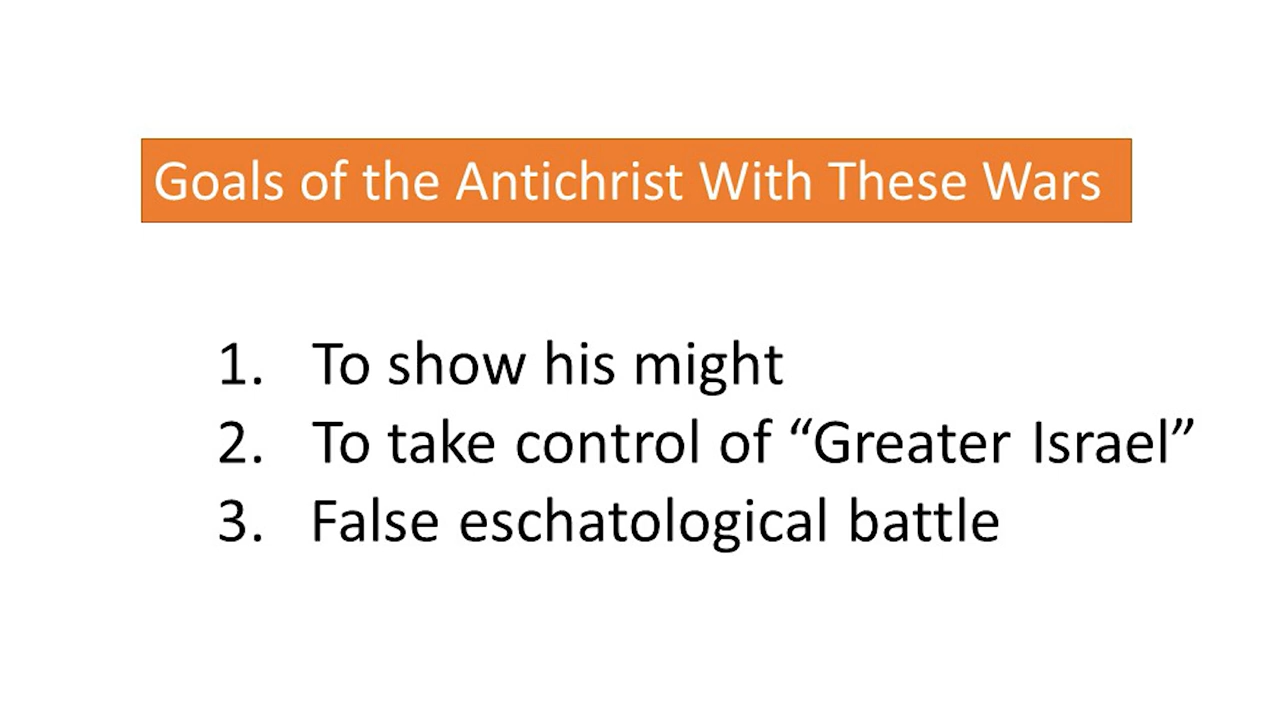 Goals of the Antichrist With These Wars
1. To show his might
2. To take control of “Greater Israel”
3. False eschatological battle